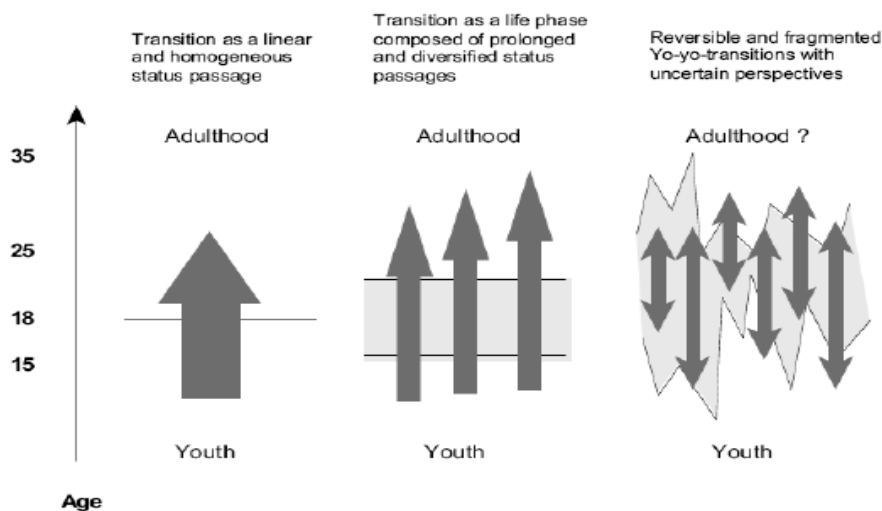 Transition as a linear
and homogeneous
status passage
Transition as a life phase
composed of prolonged
and diversified status
passages
Reversible and fragmented
Yo-yo-transitions with
uncertain perspectives
Adulthood
Adulthood
Adulthood ?
35
25
18
15
Youth
Youth
Youth
Age